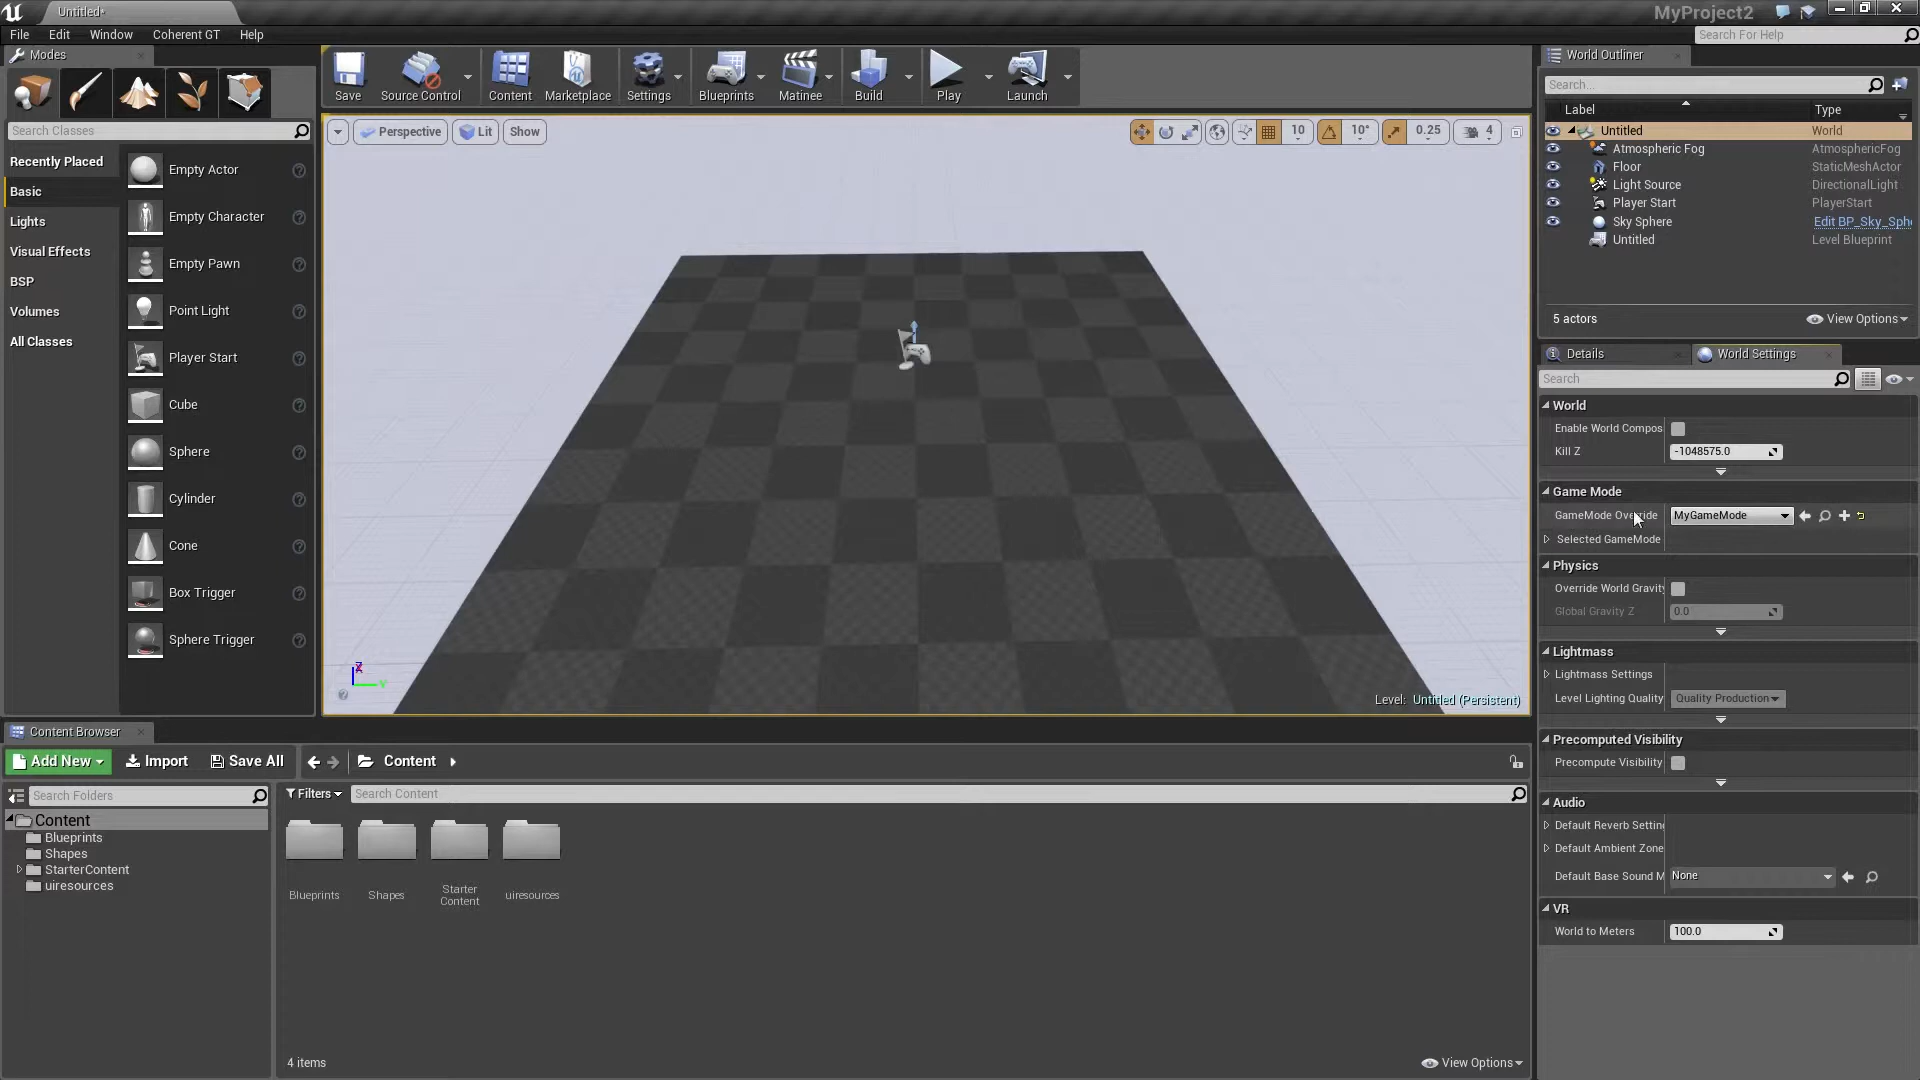 Untitled*
MyProject2
File
Edit
Window
Coherent GT
Help
Search For Help
Modes
Save
Source Control
Content
Marketplace
Settings
Blueprints
Matinee
Build
Play
Launch
World Outliner
Search...
Label
Type
Untitled
World
Atmospheric Fog
AtmosphericFog
Floor
StaticMeshActor
Light Source
DirectionalLight
Player Start
PlayerStart
Sky Sphere
Edit BP_Sky_Sphe
Untitled
Level Blueprint
5 actors
View Options
Search Classes
Recently Placed
Basic
Lights
Visual Effects
BSP
Volumes
All Classes
Empty Actor
Empty Character
Empty Pawn
Point Light
Player Start
Cube
Sphere
Cylinder
Cone
Box Trigger
Sphere Trigger
Perspective
Lit
Show
10
10°
0.25
4
Z
Y
Level: Untitled (Persistent)
Details
World Settings
Search
World
Enable World Compos
Kill Z
-1048575.0
Game Mode
GameMode Override
MyGameMode
Selected GameMode
Physics
Override World Gravity
Global Gravity Z
0.0
Lightmass
Lightmass Settings
Level Lighting Quality
Quality Production
Precomputed Visibility
Precompute Visibility
Audio
Default Reverb Setting
Default Ambient Zone
Default Base Sound M
None
VR
World to Meters
100.0
Content Browser
Add New
Import
Save All
Content
Search Folders
Filters
Search Content
Content
Blueprints
Shapes
StarterContent
uiresources
Blueprints
Shapes
Starter
Content
uiresources
4 items
View Options